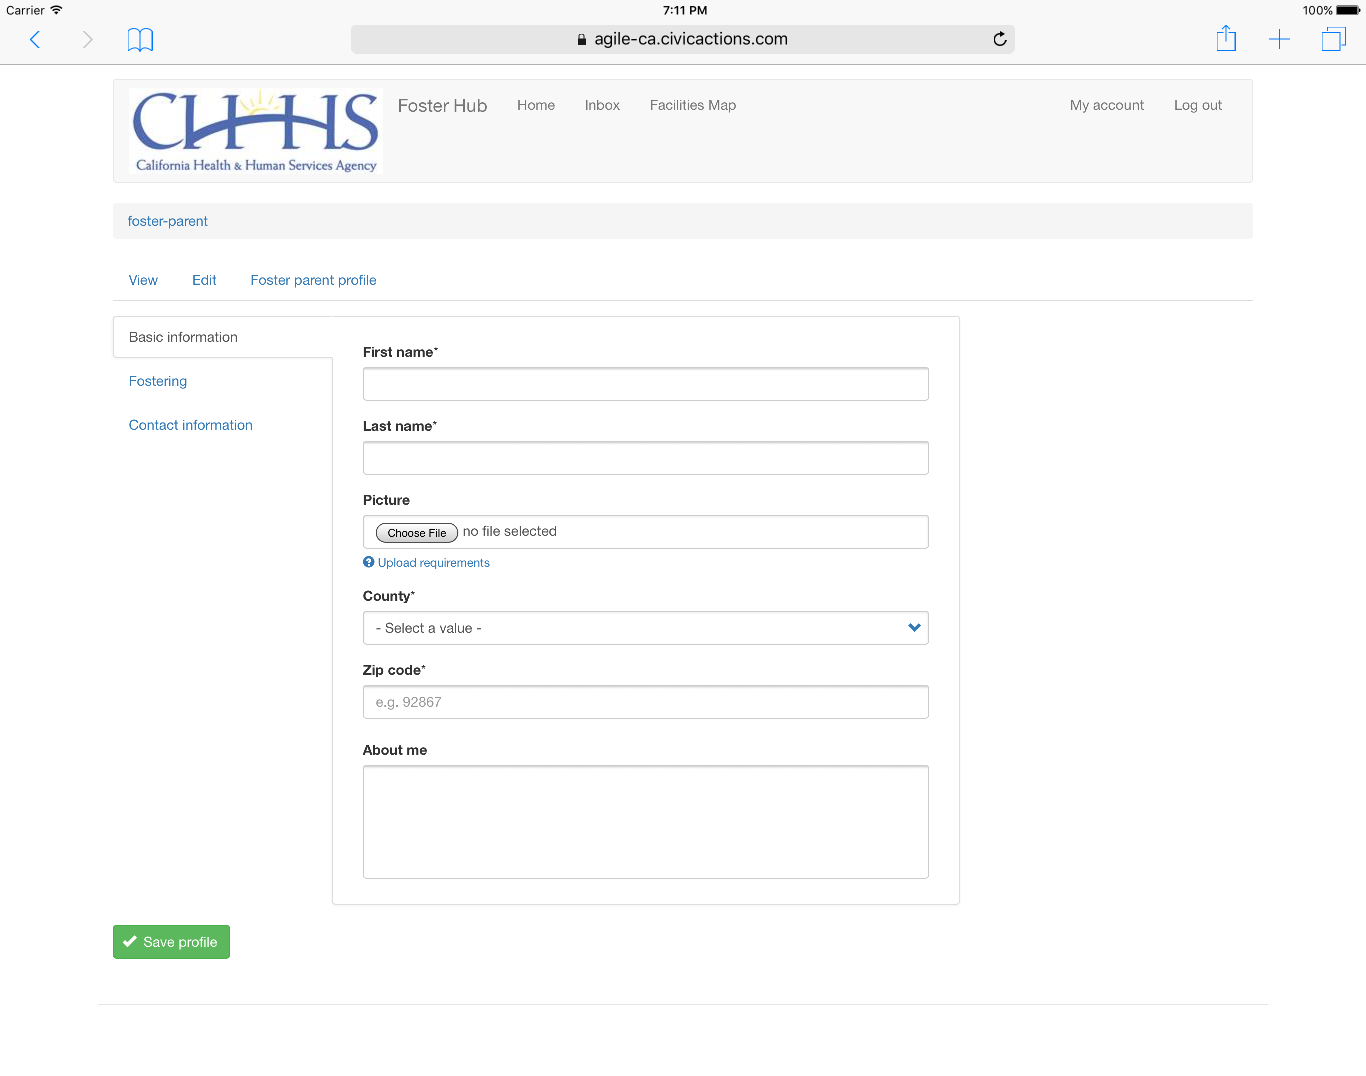 Carrier
7:11 PM
100%
agile-ca.civicactions.com
CHHS
California Health & Human Services Agency
Foster Hub
Home
Inbox
Facilities Map
My account
Log out
foster-parent
View
Edit
Foster parent profile
Basic information
Fostering
Contact information
First name*
Last name*
Picture
Choose File no file selected
Upload requirements
County*
- Select a value -
Zip code*
e.g. 92867
About me
Save profile